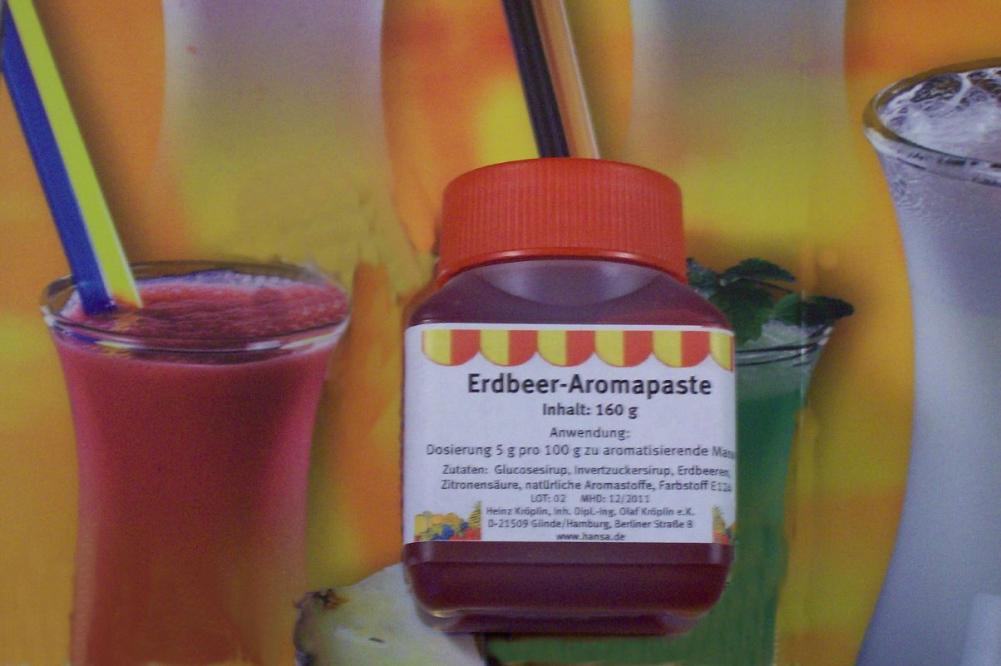 Erdbeer-Aromapaste
Inhalt: 160 g
Anwendung:
Dosierung 5 g pro 100 g zu aromatisierende
Zutaten: Glucosesirup, Invertzuckersirup, Erdbeeren,
Zitronensäure, natürliche Aromastoffe, Farbstoff
LOT: 02 MHD: 12/2011
Heinz Kröplin, Inh. Dipl.-Ing. Olaf Kröplin e.K.
D-21509 Glinde/Hamburg, Berliner Straße 8
www.hansa.de